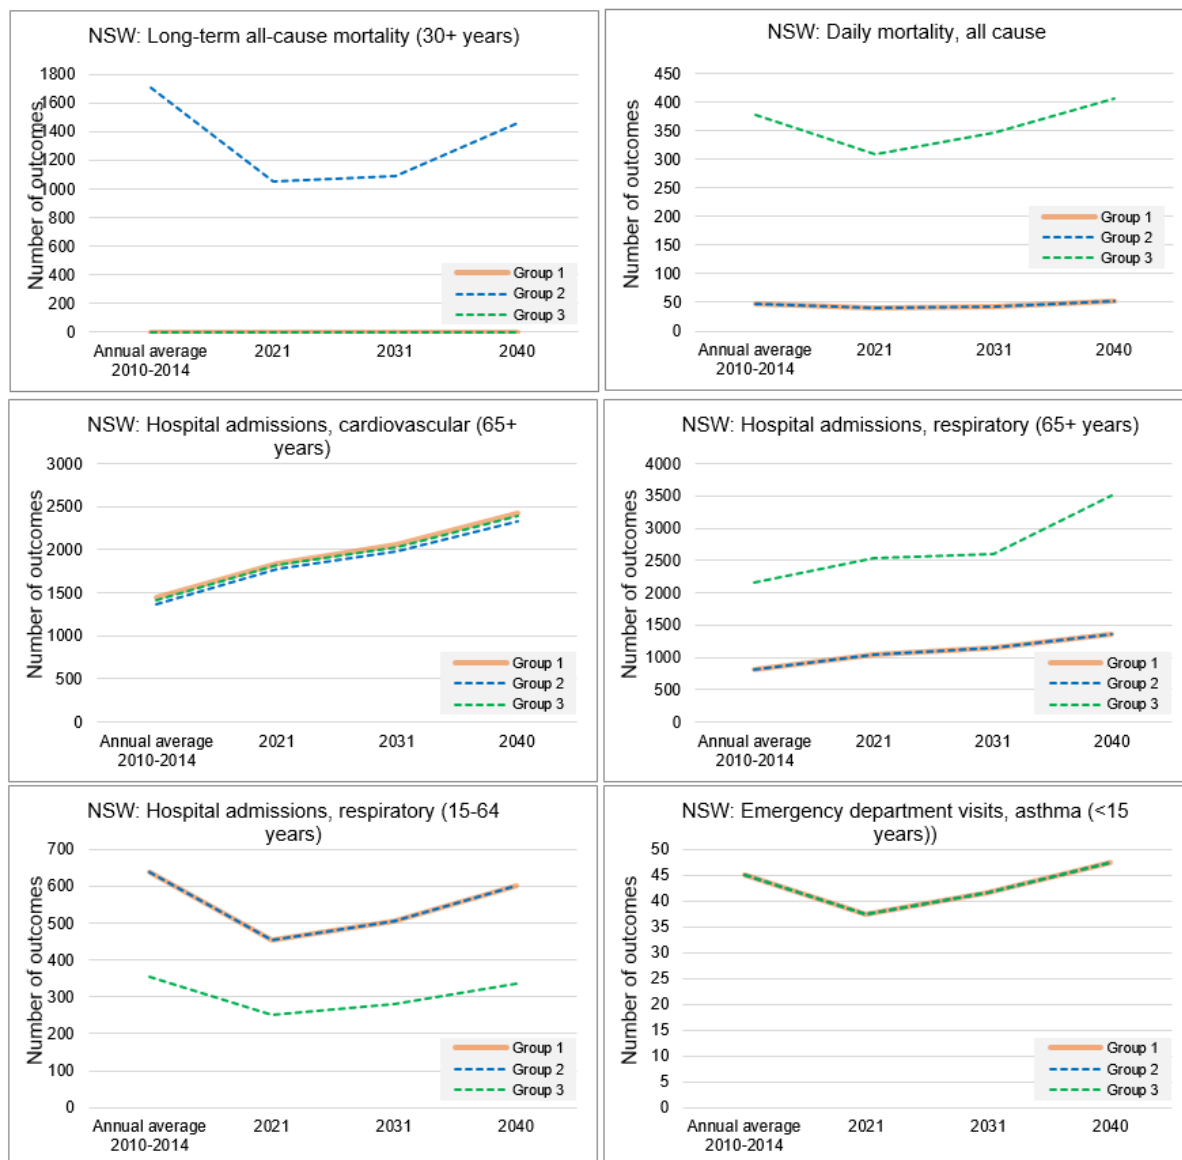 NSW: Long-term all-cause mortality (30+ years)
Number of outcomes
1800
1600
1400
1200
1000
800
600
400
200
0
Group 1
Group 2
Group 3
Annual average
2010-2014
2021
2031
2040
NSW: Daily mortality, all cause
Number of outcomes
450
400
350
300
250
200
150
100
50
0
Group 1
Group 2
Group 3
Annual average
2010-2014
2021
2031
2040
NSW: Hospital admissions, cardiovascular (65+
years)
Number of outcomes
3000
2500
2000
1500
1000
500
0
Group 1
Group 2
Group 3
Annual average
2010-2014
2021
2031
2040
NSW: Hospital admissions, respiratory (65+ years)
Number of outcomes
4000
3500
3000
2500
2000
1500
1000
500
0
Group 1
Group 2
Group 3
Annual average
2010-2014
2021
2031
2040
NSW: Hospital admissions, respiratory (15-64
years)
Number of outcomes
700
600
500
400
300
200
100
0
Group 1
Group 2
Group 3
Annual average
2010-2014
2021
2031
2040
NSW: Emergency department visits, asthma (<15
years))
Number of outcomes
50
45
40
35
30
25
20
15
10
5
0
Group 1
Group 2
Group 3
Annual average
2010-2014
2021
2031
2040